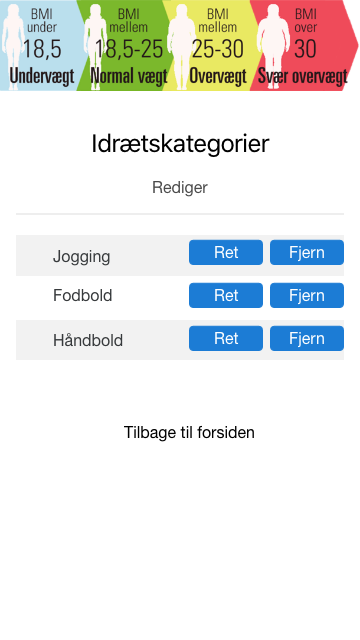 BMI under 18,5 Undervægt
BMI mellem 18,5-25 Normal vægt
BMI mellem 25-30 Overvægt
BMI over 30 Svær overvægt
Idrætskategorier
Rediger
Jogging Ret Fjern
Fodbold Ret Fjern
Håndbold Ret Fjern
Tilbage til forsiden